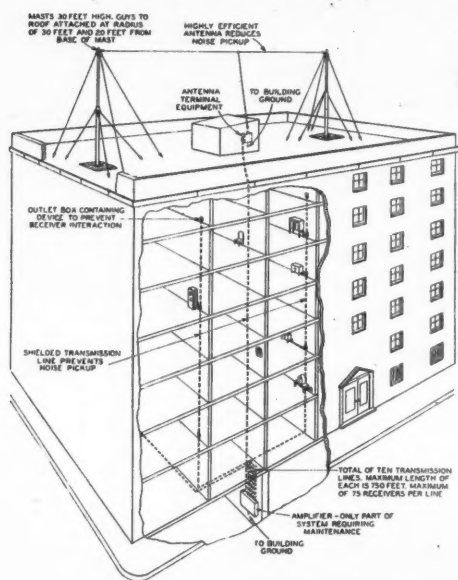 MASTS 30 FEET HIGH. GUYS TO
ROOF ATTACHED AT RADIUS
OF 30 FEET AND 20 FEET FROM
BASE OF MAST
HIGHLY EFFICIENT
ANTENNA REDUCES
NOISE PICKUP
ANTENNA
TERMINAL
EQUIPMENT
TO BUILDING
GROUND
OUTLET BOX CONTAINING
DEVICE TO PREVENT
RECEIVER INTERACTION
SHIELDED TRANSMISSION
LINE PREVENTS
NOISE PICKUP
TOTAL OF TEN TRANSMISSION
LINES. MAXIMUM LENGTH OF
EACH IS 750 FEET. MAXIMUM
OF 75 RECEIVERS PER LINE
AMPLIFIER - ONLY PART OF
SYSTEM REQUIRING
MAINTENANCE
TO BUILDING
GROUND